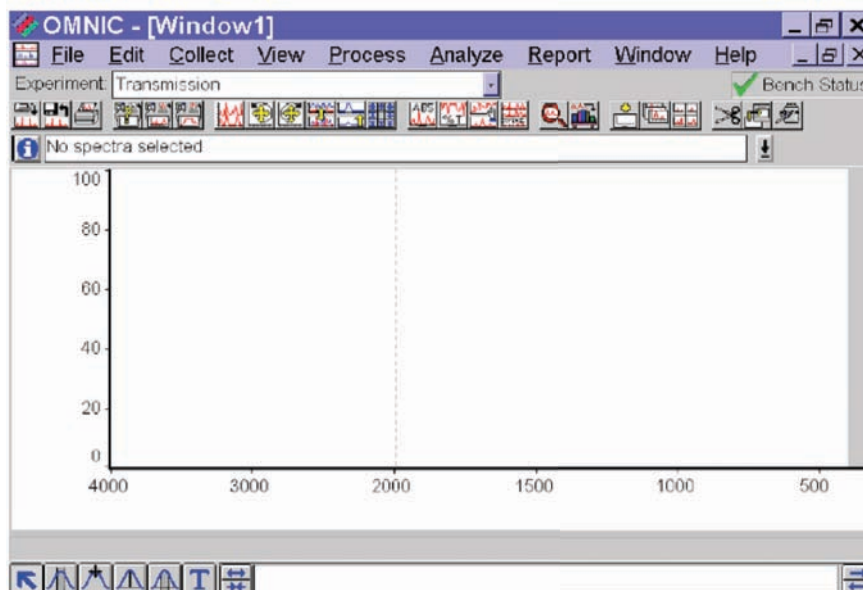 OMNIC - [Window1]
File Edit Collect View Process Analyze Report Window Help
Experiment: Transmission Bench Status
No spectra selected
100
80
60
40
20
0
4000 3000 2000 1500 1000 500
T